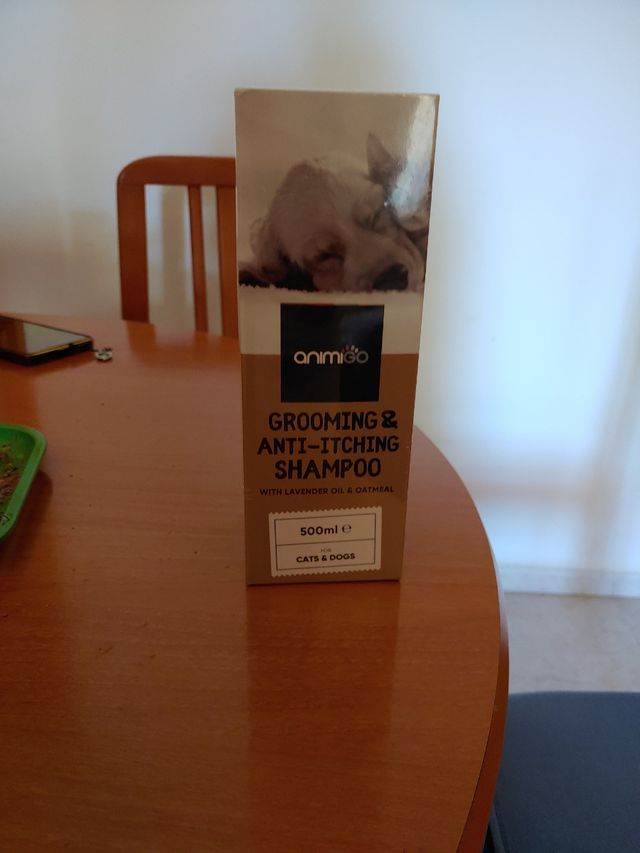 animiGO
GROOMING &
ANTI-ITCHING
SHAMPOO
WITH LAVENDER OIL & OATMEAL
500ml ℮
FOR
CATS & DOGS